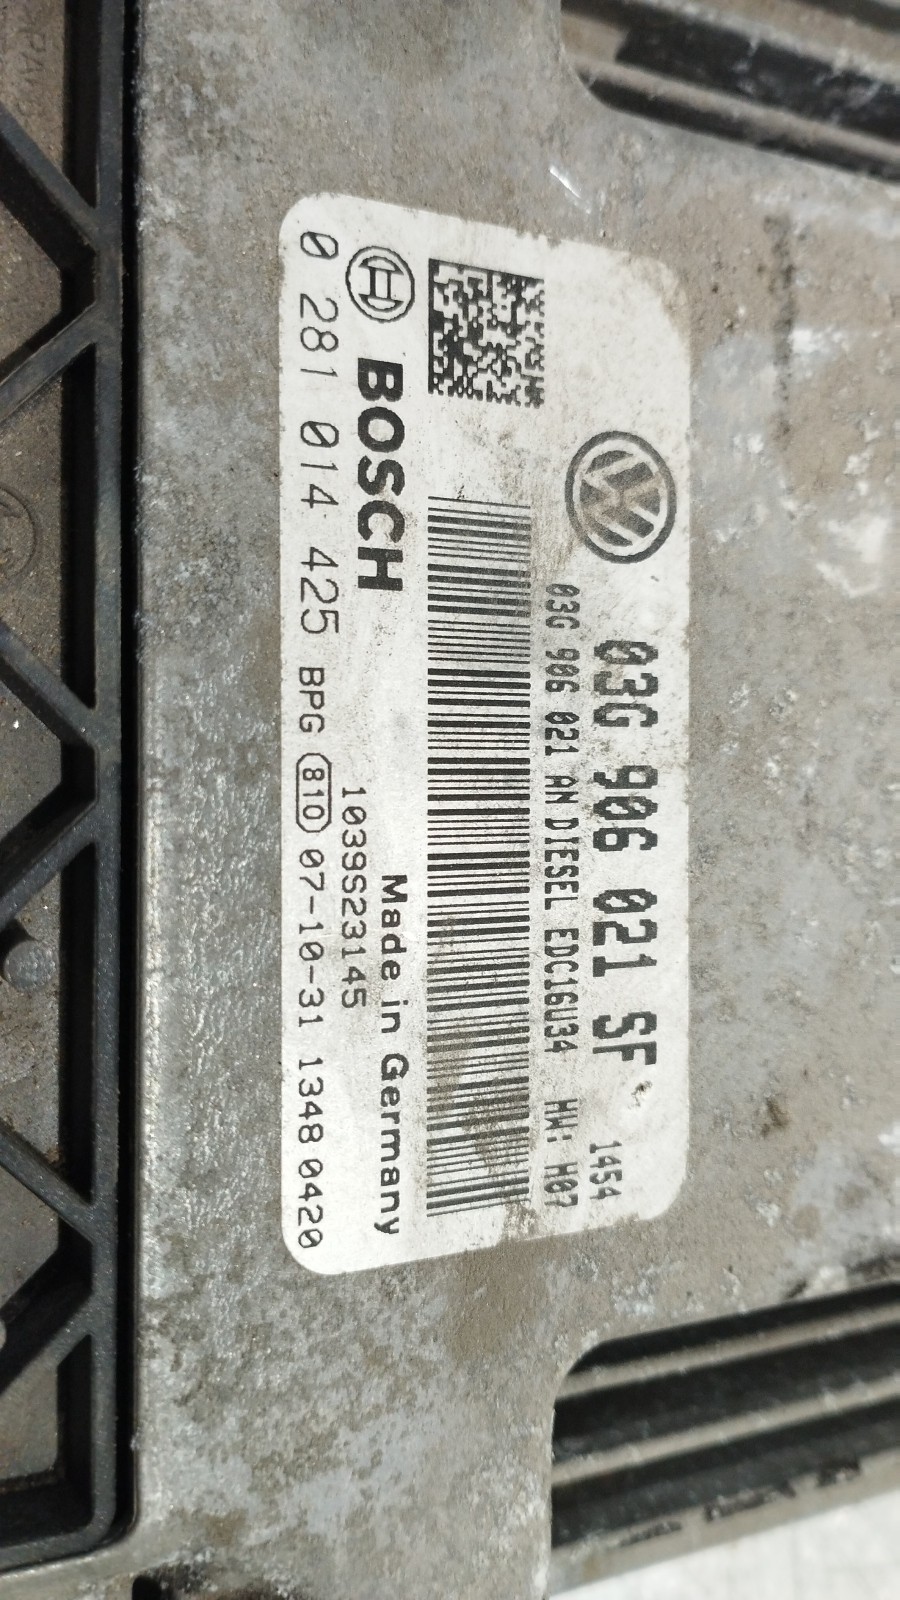 03G 906 021 SF 1454
03G 906 021 AN DIESEL EDC16U34 HW: H07
BOSCH
Made in Germany
1039S23145
0 281 014 425 BPG 810 07-10-31 1348 0420